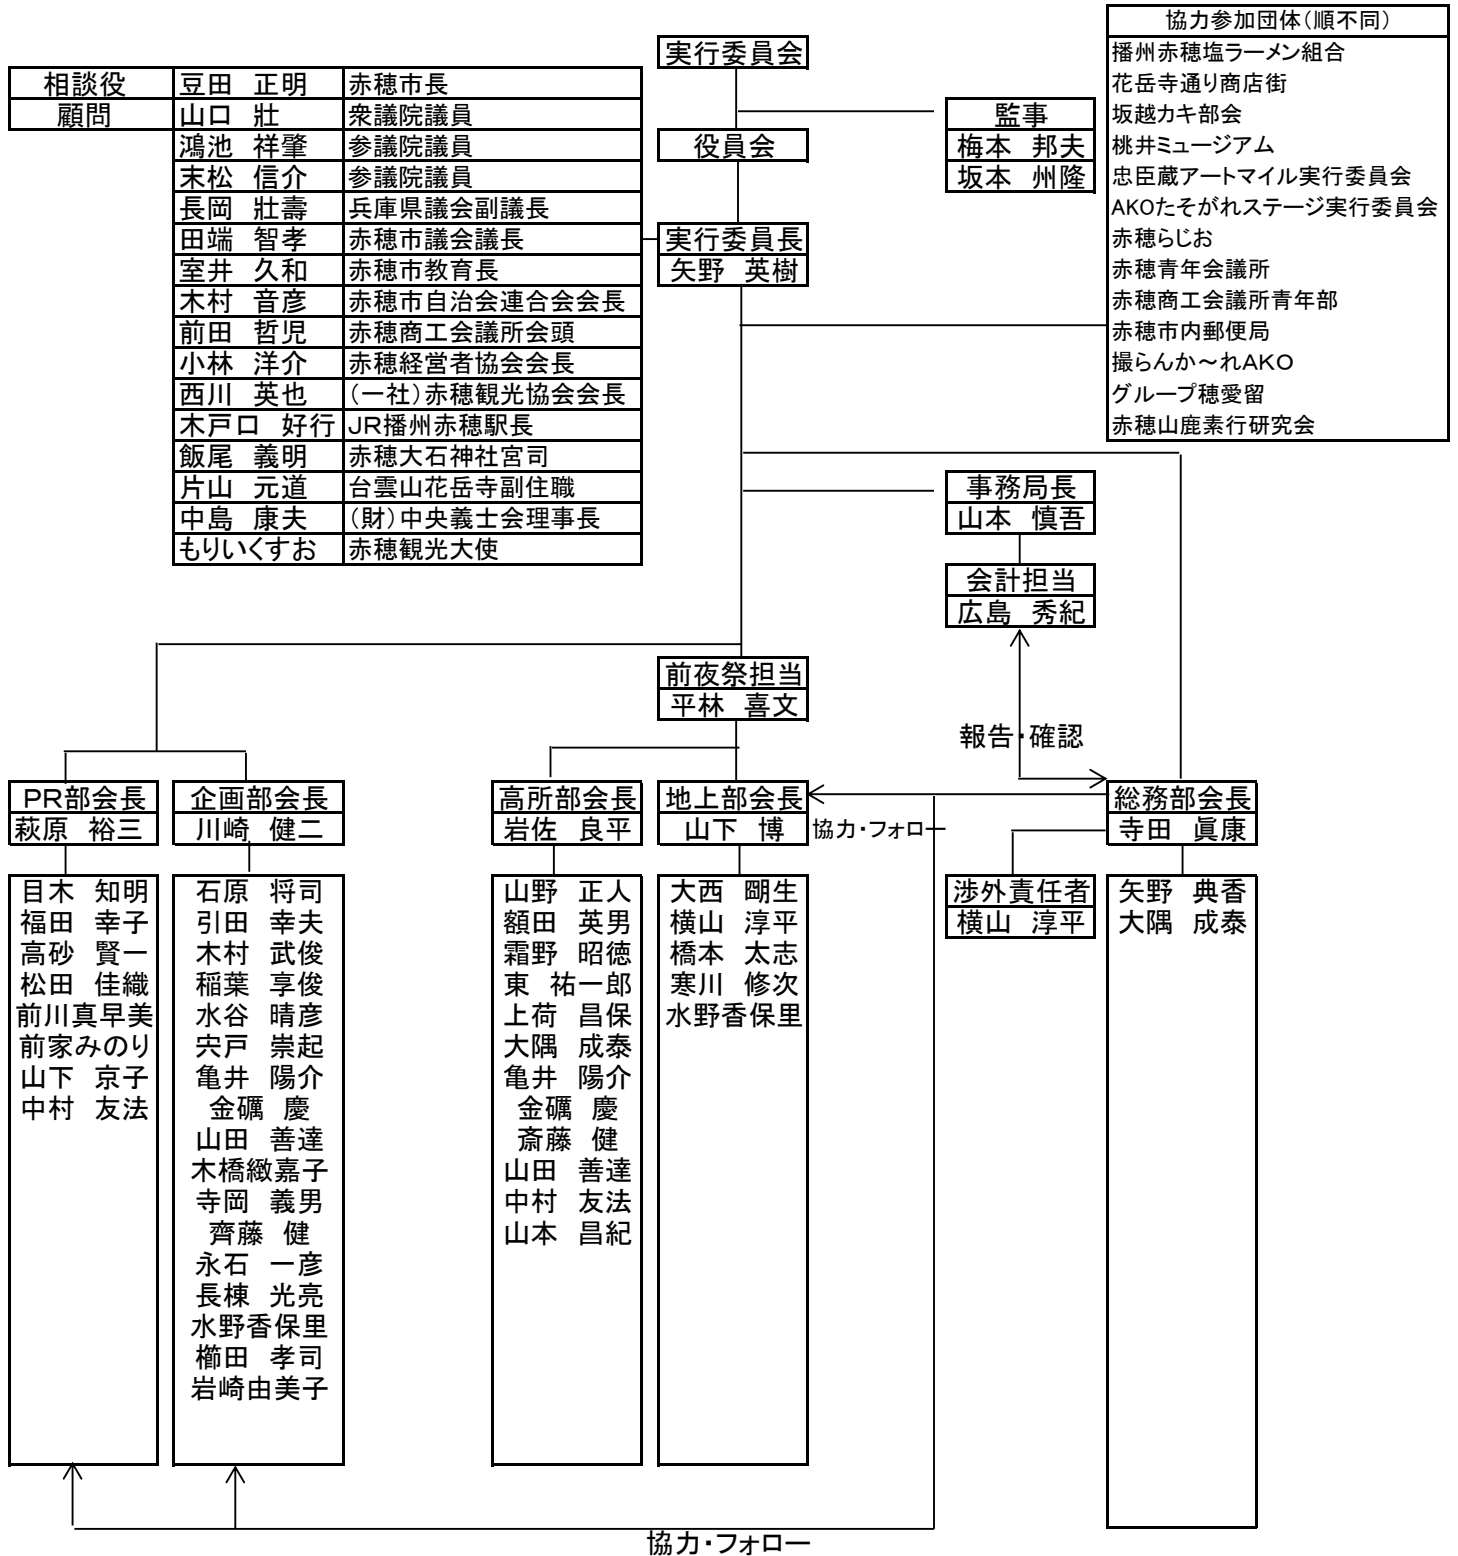 協力参加団体（順不同）
播州赤穂塩ラーメン組合
花岳寺通り商店街
坂越カキ部会
桃井ミュージアム
忠臣蔵アートマイル実行委員会
AKOたそがれステージ実行委員会
赤穂らじお
赤穂青年会議所
赤穂商工会議所青年部
赤穂市内郵便局
撮らんか～れAKO
グループ穂愛留
赤穂山鹿素行研究会
実行委員会
役員会
監事
梅本 邦夫
坂本 州隆
実行委員長
矢野 英樹
相談役 豆田 正明 赤穂市長
顧問 山口 壯 衆議院議員
鴻池 祥肇 参議院議員
末松 信介 参議院議員
長岡 壯壽 兵庫県議会副議長
田端 智孝 赤穂市議会議長
室井 久和 赤穂市教育長
木村 音彦 赤穂市自治会連合会会長
前田 哲児 赤穂商工会議所会頭
小林 洋介 赤穂経営者協会会長
西川 英也 （一社）赤穂観光協会会長
木戸口 好行 JR播州赤穂駅長
飯尾 義明 赤穂大石神社宮司
片山 元道 台雲山花岳寺副住職
中島 康夫 （財）中央義士会理事長
もりいくすお 赤穂観光大使
事務局長
山本 慎吾
会計担当
広島 秀紀
前夜祭担当
平林 喜文
報告・確認
PR部会長
萩原 裕三
目木 知明
福田 幸子
高砂 賢一
松田 佳織
前川真早美
前家みのり
山下 京子
中村 友法
企画部会長
川崎 健二
石原 将司
引田 幸夫
木村 武俊
稲葉 享俊
水谷 晴彦
宍戸 崇起
亀井 陽介
金礪 慶
山田 善達
木橋緻嘉子
寺岡 義男
齊藤 健
永石 一彦
長棟 光亮
水野香保里
櫛田 孝司
岩崎由美子
高所部会長
岩佐 良平
山野 正人
額田 英男
霜野 昭徳
東 祐一郎
上荷 昌保
大隅 成泰
亀井 陽介
金礪 慶
斎藤 健
山田 善達
中村 友法
山本 昌紀
地上部会長
山下 博
大西 朙生
横山 淳平
橋本 太志
寒川 修次
水野香保里
協力・フォロー
総務部会長
寺田 眞康
渉外責任者
横山 淳平
矢野 典香
大隅 成泰
協力・フォロー